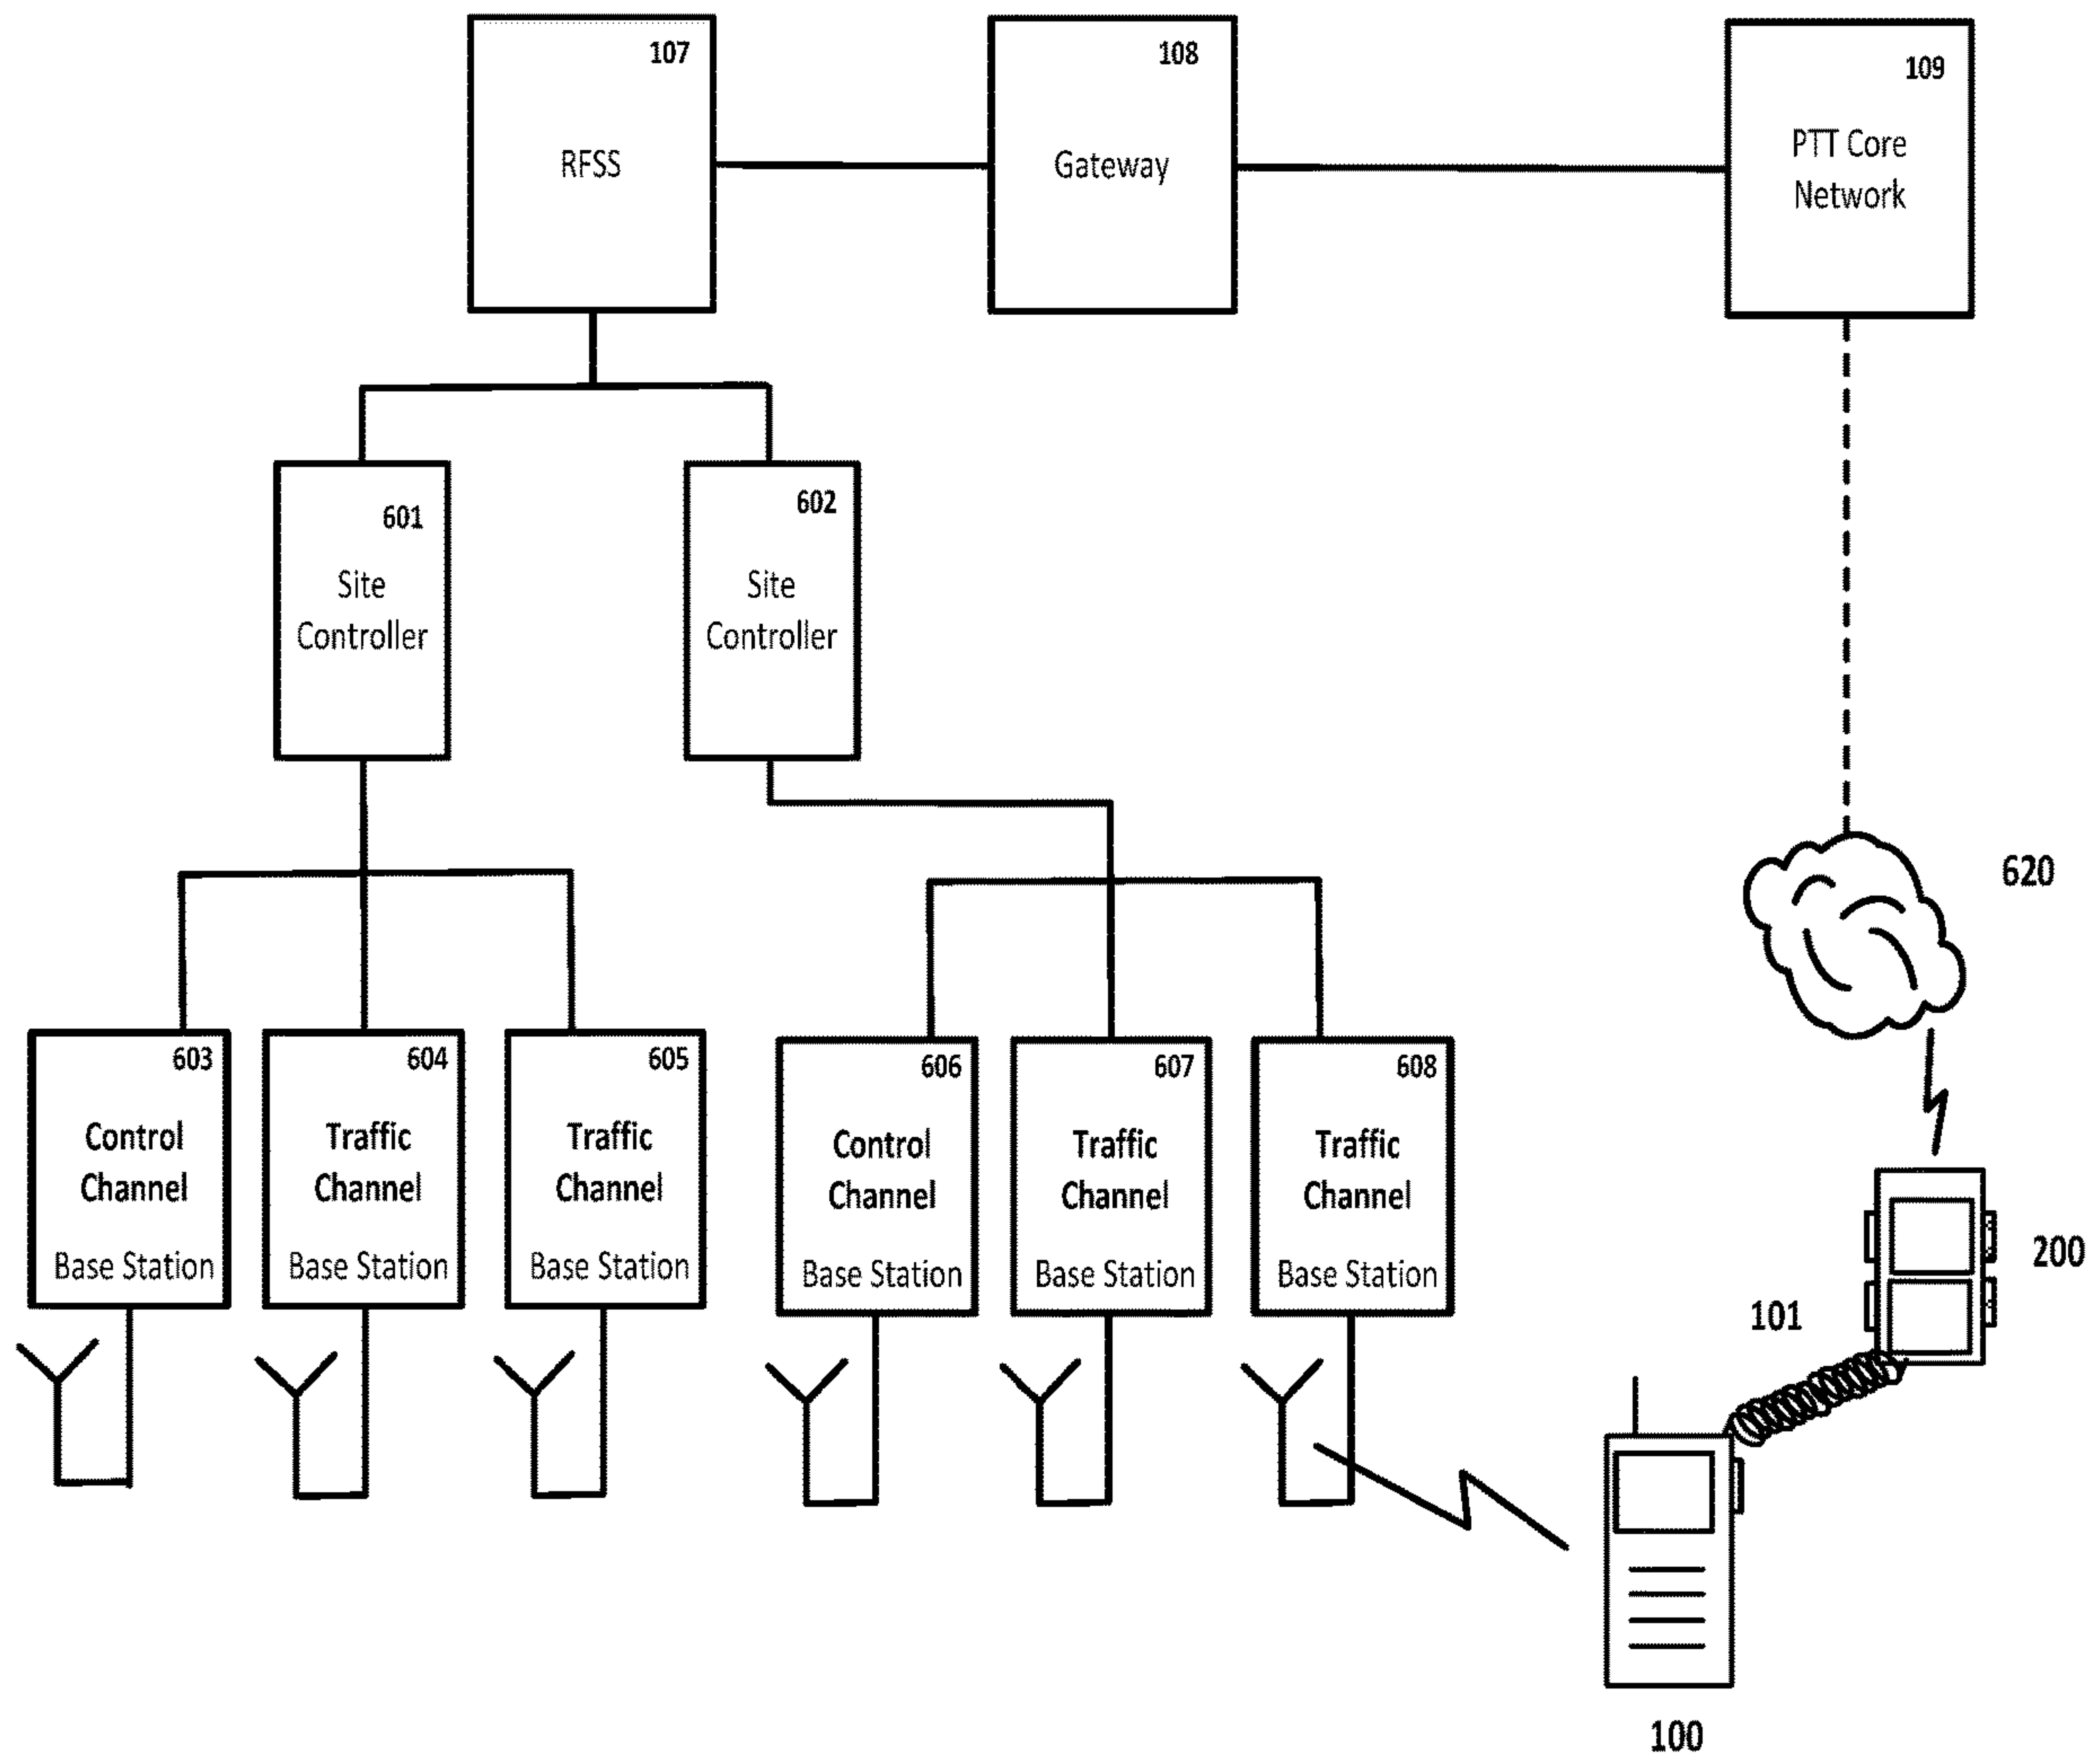 107
RFSS
108
Gateway
109
PTT Core
Network
601
Site
Controller
602
Site
Controller
620
603
Control
Channel
Base Station
604
Traffic
Channel
Base Station
605
Traffic
Channel
Base Station
606
Control
Channel
Base Station
607
Traffic
Channel
Base Station
608
Traffic
Channel
Base Station
200
101
100